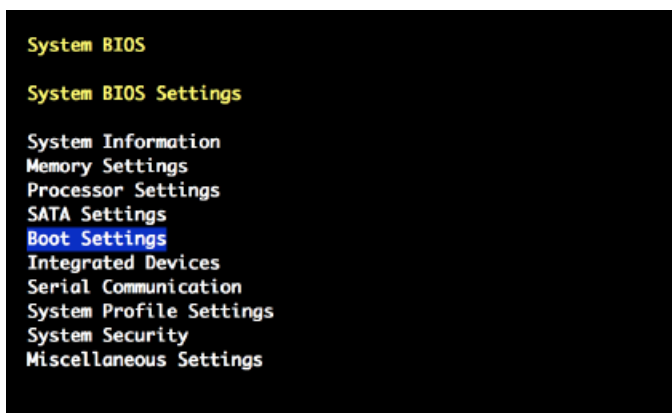 System BIOS
System BIOS Settings
System Information
Memory Settings
Processor Settings
SATA Settings
Boot Settings
Integrated Devices
Serial Communication
System Profile Settings
System Security
Miscellaneous Settings